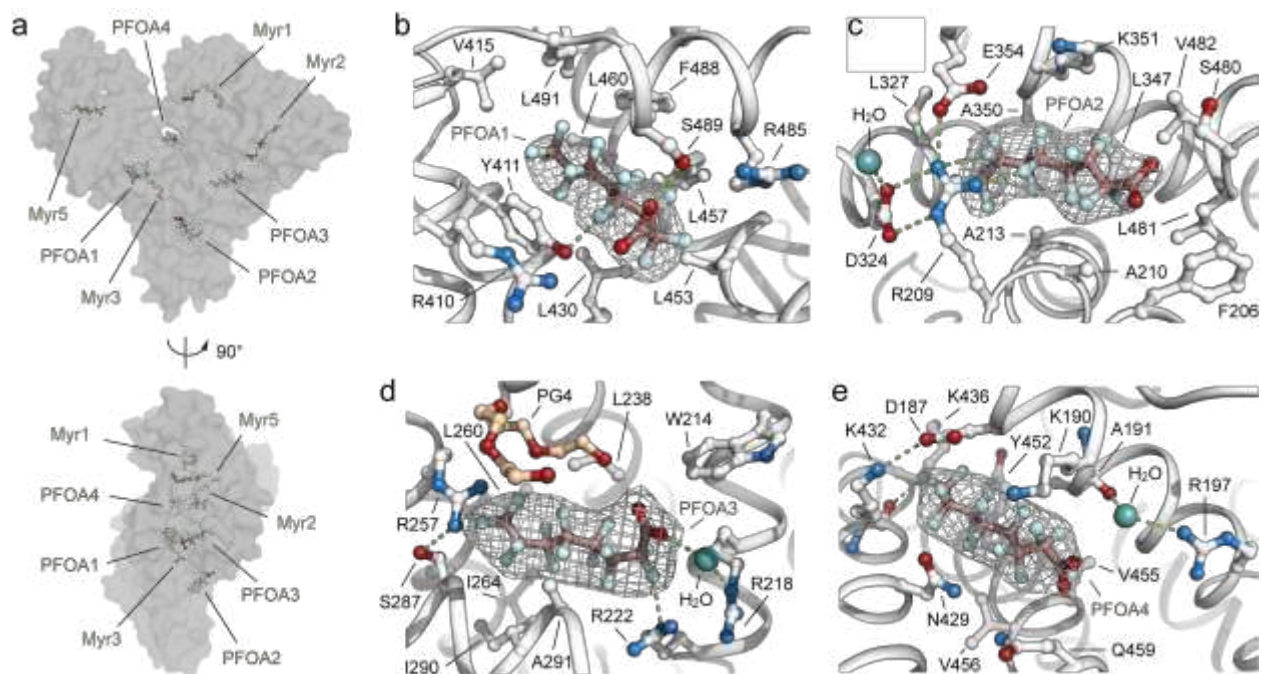 a
PFOA4
Myr1
Myr2
Myr5
PFOA1
Myr3
PFOA3
PFOA2
90°
Myr1
Myr5
PFOA4
Myr2
PFOA1
PFOA3
Myr3
PFOA2
b
V415
L460
F488
L491
PFOA1
S489
R485
Y411
L457
R410
L430
L453
c
E354
K351
V482
L327
S480
H₂O
A350
PFOA2
L347
D324
A213
L481
R209
A210
F206
d
PG4
L238
L260
W214
PFOA3
R257
I264
S287
H₂O
R218
R222
I290
A291
e
D187
K436
K190
K432
Y452
A191
H₂O
R197
V455
N429
PFOA4
V456
Q459